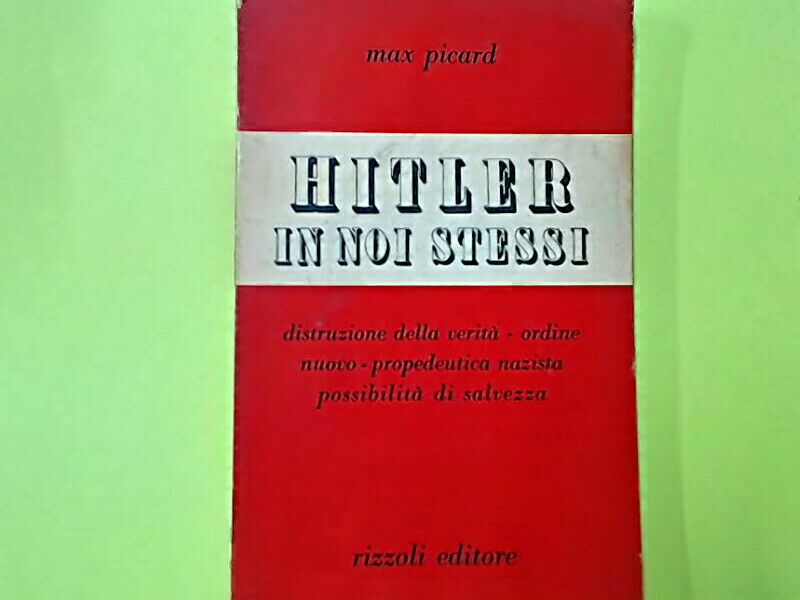 max picard
HITLER
IN NOI STESSI
distruzione della verità - ordine
nuovo - propedeutica nazista
possibilità di salvezza
rizzoli editore